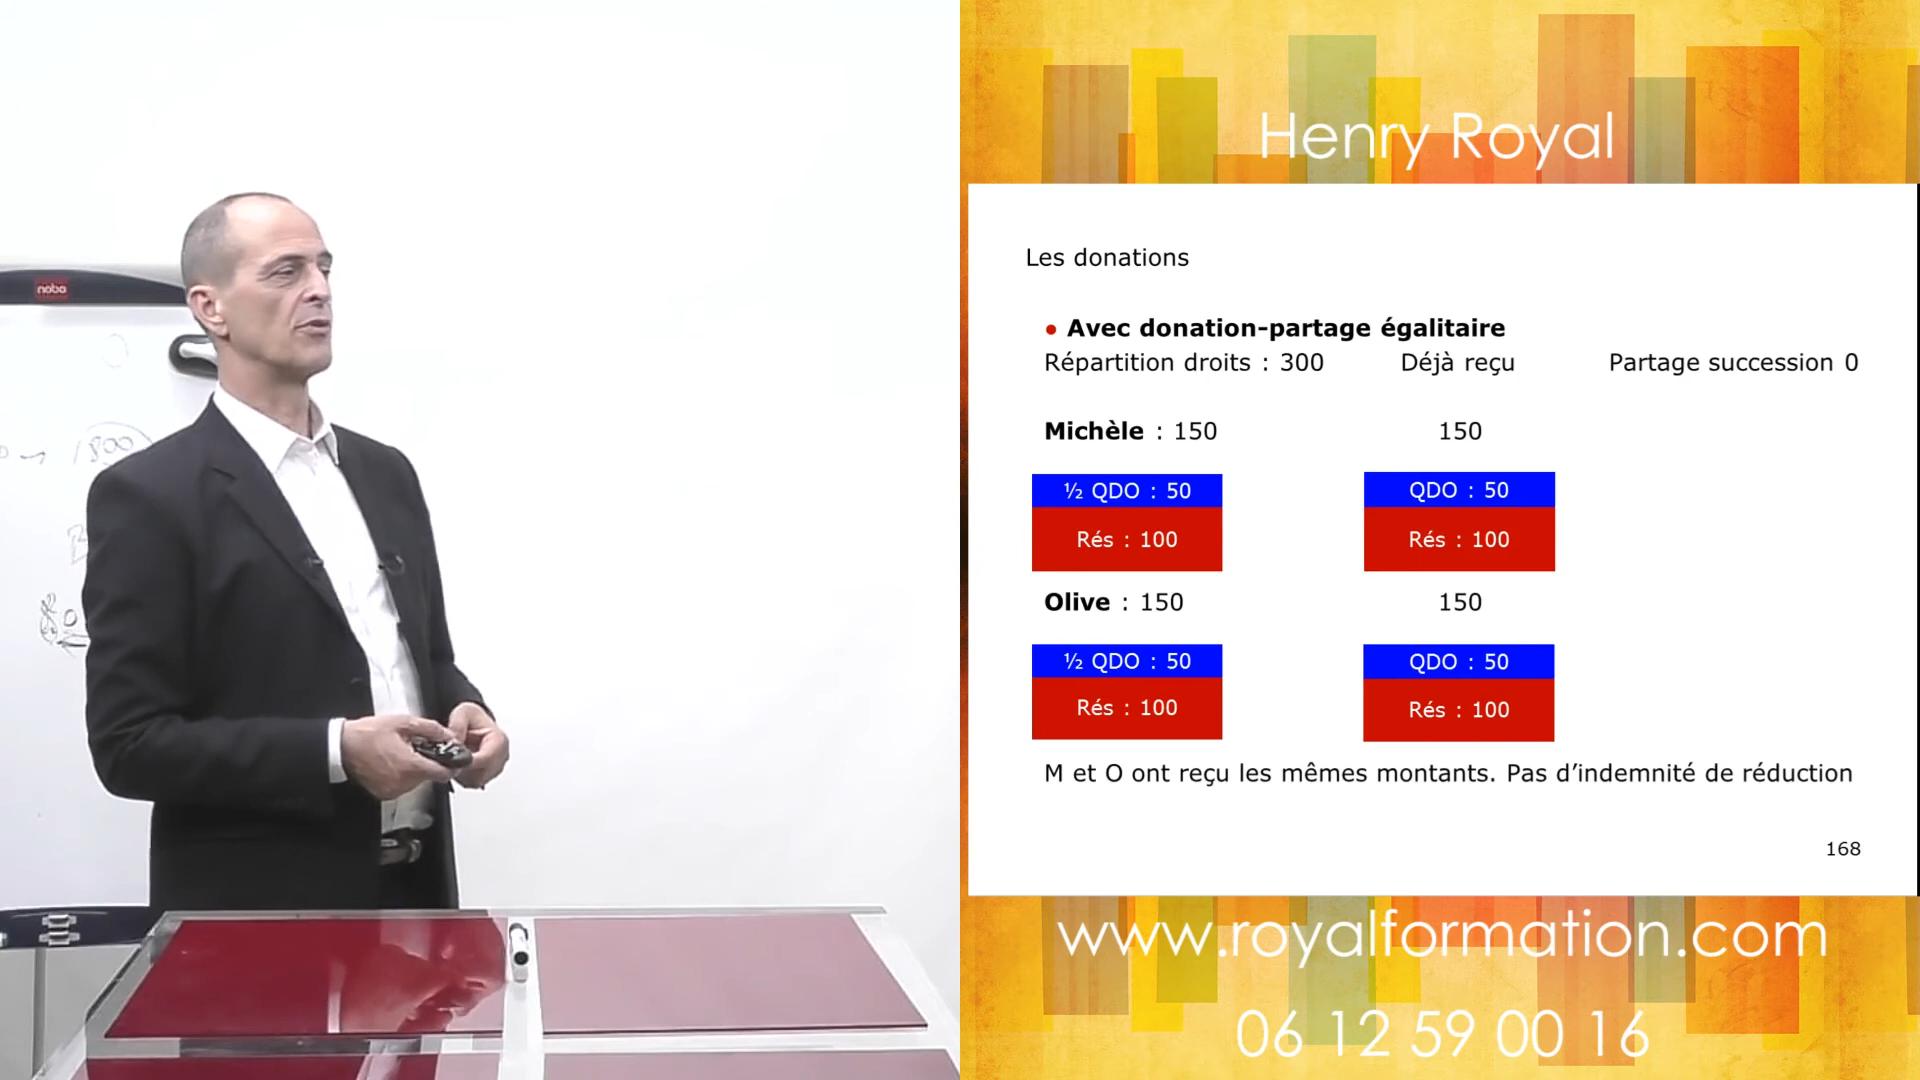 nobo
1800
Henry Royal
Les donations
• Avec donation-partage égalitaire
Répartition droits : 300 Déjà reçu Partage succession 0
Michèle : 150 150
½ QDO : 50 QDO : 50
Rés : 100 Rés : 100
Olive : 150 150
½ QDO : 50 QDO : 50
Rés : 100 Rés : 100
M et O ont reçu les mêmes montants. Pas d’indemnité de réduction
168
www.royalformation.com
06 12 59 00 16